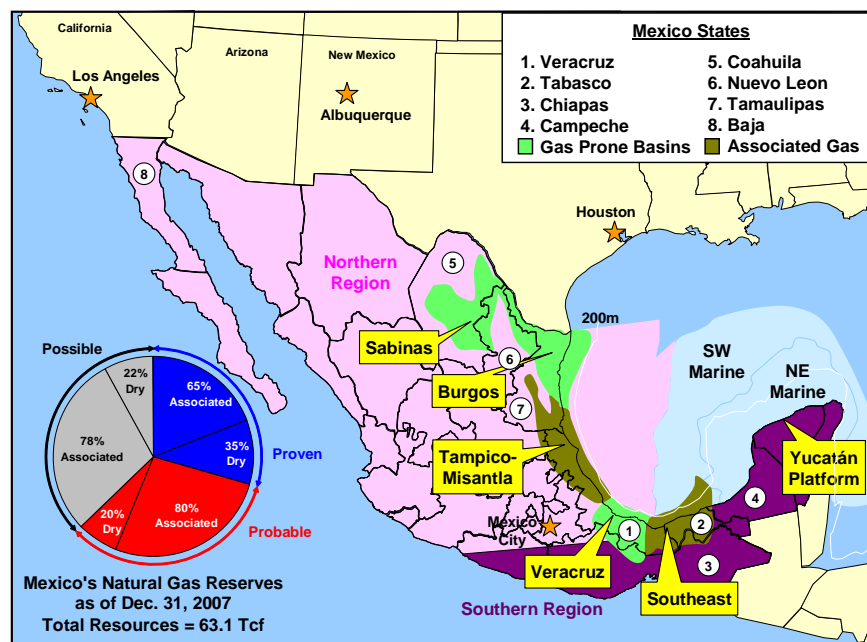 California
Arizona
New Mexico
Los Angeles
Albuquerque
Houston
Mexico States
1. Veracruz
2. Tabasco
3. Chiapas
4. Campeche
5. Coahuila
6. Nuevo Leon
7. Tamaulipas
8. Baja
Gas Prone Basins
Associated Gas
8
5
Northern
Region
200m
Sabinas
6
Burgos
7
SW
Marine
NE
Marine
Tampico-
Misantla
Yucatán
Platform
4
Mexico
City
1
2
3
Veracruz
Southeast
Southern Region
Possible
22%
Dry
65%
Associated
78%
Associated
35%
Dry
Proven
20%
Dry
80%
Associated
Probable
Mexico's Natural Gas Reserves
as of Dec. 31, 2007
Total Resources = 63.1 Tcf